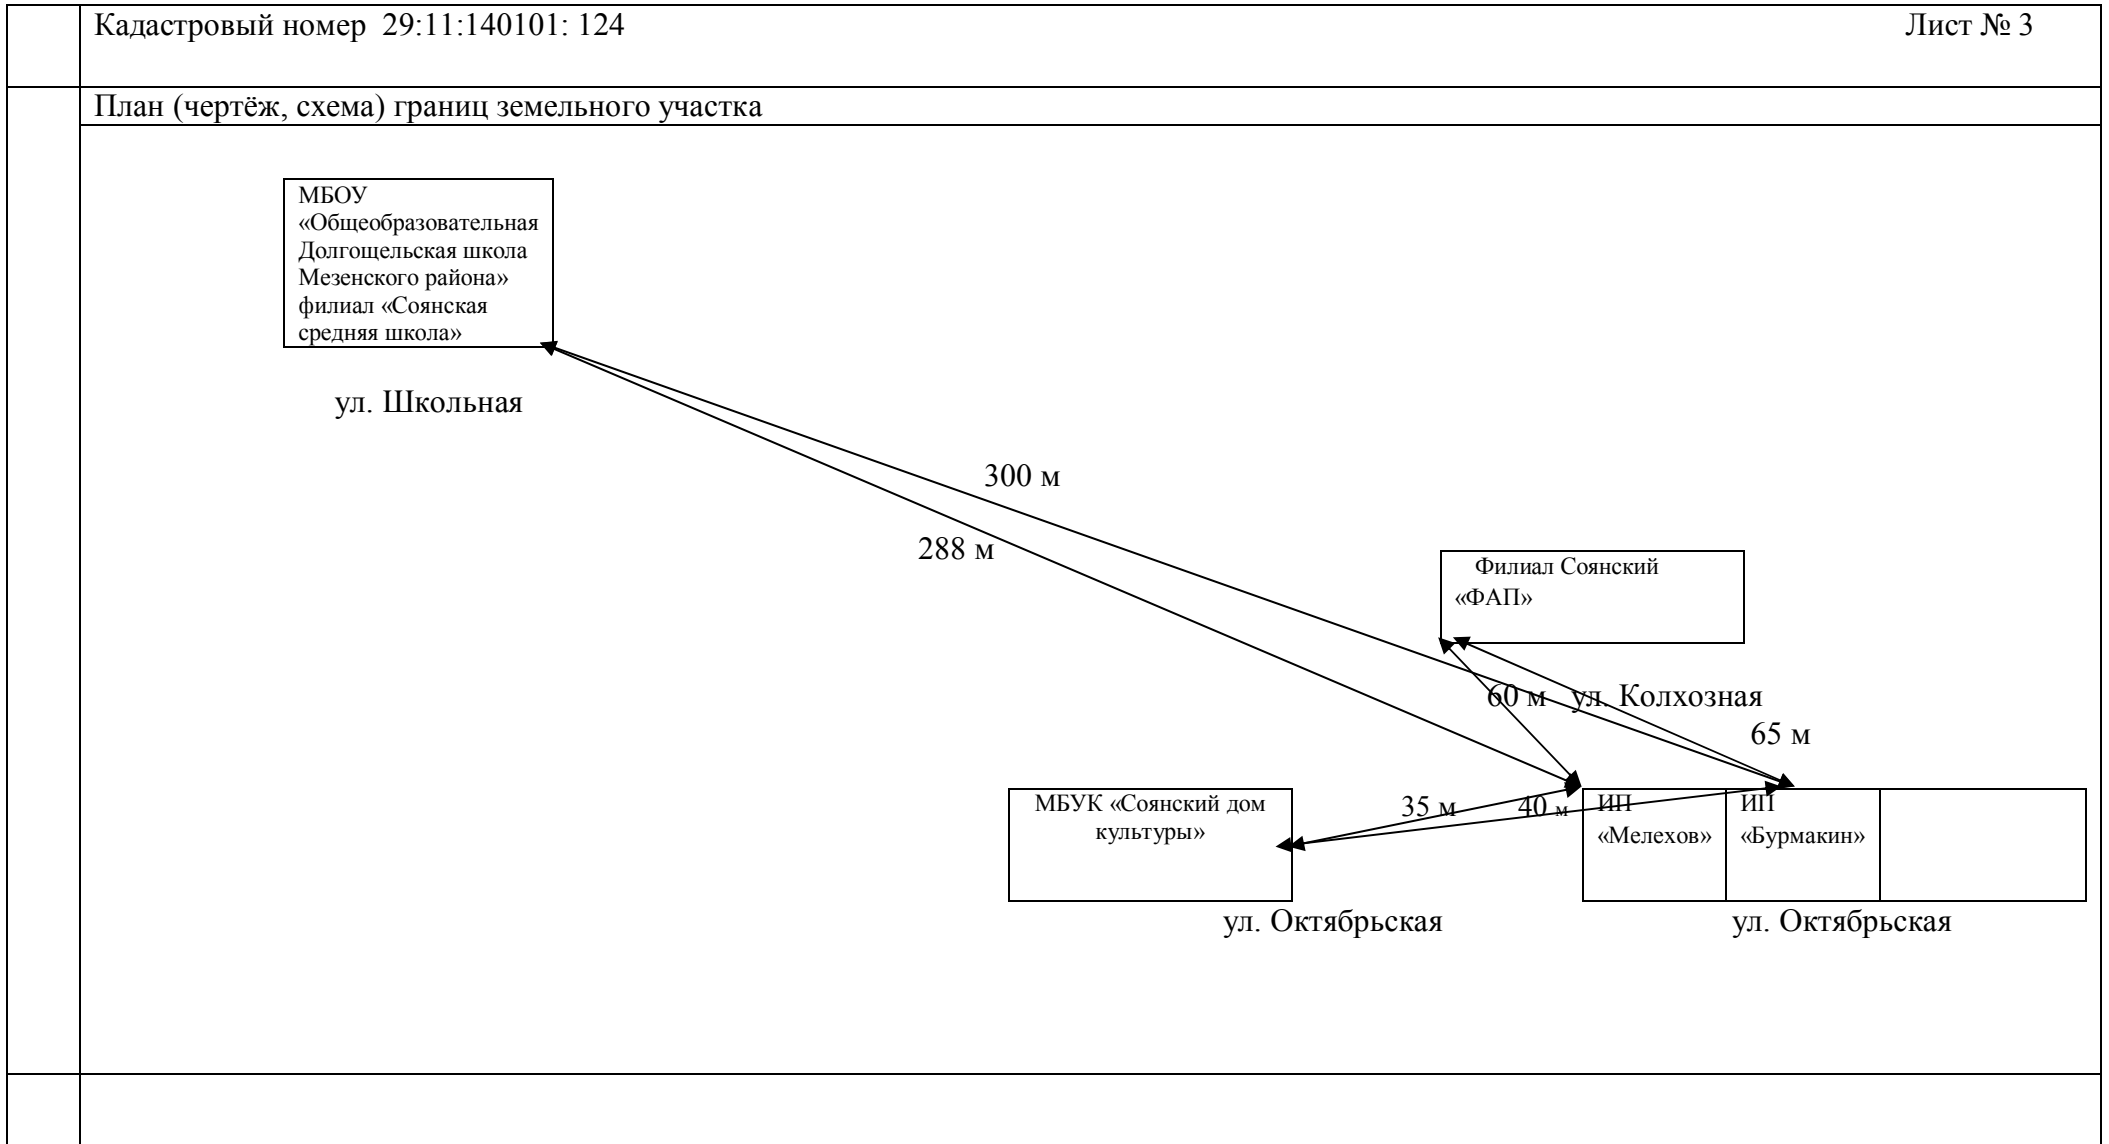 Кадастровый номер 29:11:140101: 124 Лист № 3
План (чертёж, схема) границ земельного участка
МБОУ
«Общеобразовательная
Долгощельская школа
Мезенского района»
филиал «Соянская
средняя школа»
ул. Школьная
300 м
288 м
Филиал Соянский
«ФАП»
60 м ул. Колхозная
65 м
МБУК «Соянский дом
культуры»
35 м
40 м
ИП
«Мелехов»
ИП
«Бурмакин»
ул. Октябрьская
ул. Октябрьская